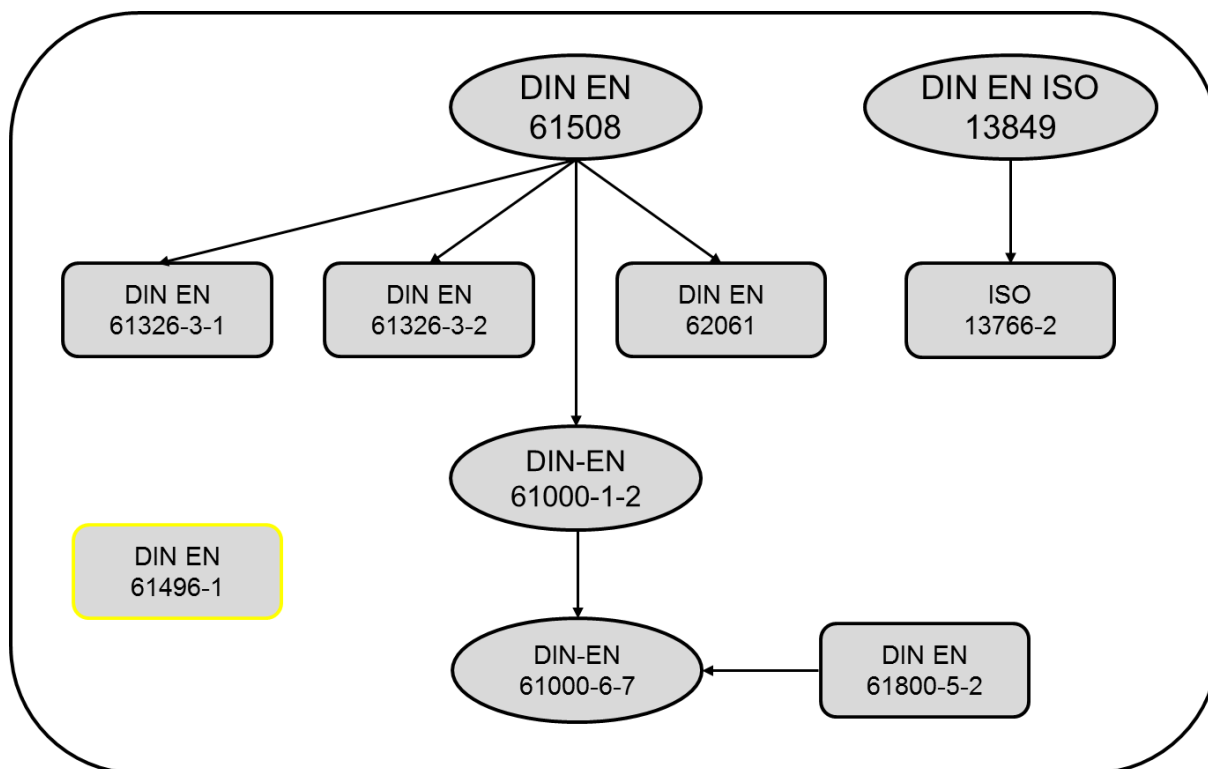 DIN EN
61508
DIN EN ISO
13849
DIN EN
61326-3-1
DIN EN
61326-3-2
DIN EN
62061
ISO
13766-2
DIN-EN
61000-1-2
DIN EN
61496-1
DIN-EN
61000-6-7
DIN EN
61800-5-2